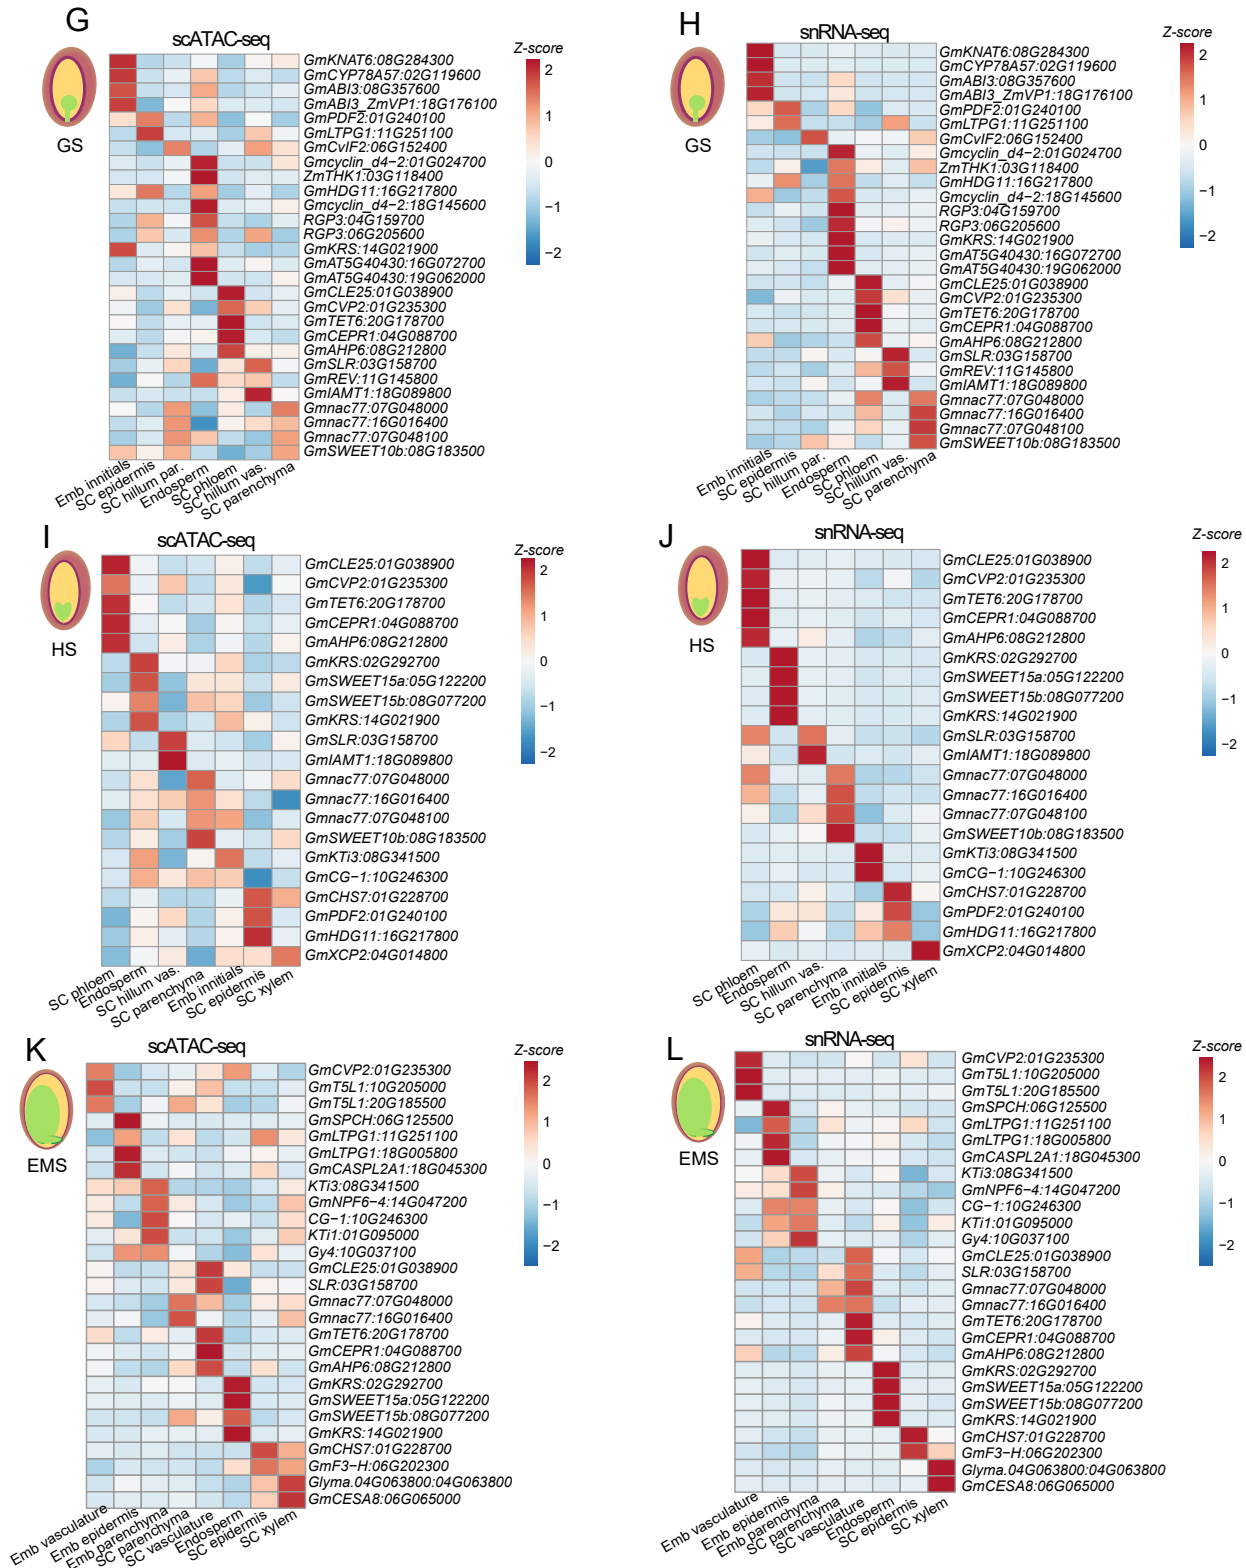 G
scATAC-seq
Z-score
GS
GmKNAT6:08G284300
GmCYP78A57:02G119600
GmABI3:08G357600
GmABI3_ZmVP1:18G176100
GmPDF2:01G240100
GmLTPG1:11G251100
GmCvIF2:06G152400
Gmcyclin_d4−2:01G024700
ZmTHK1:03G118400
GmHDG11:16G217800
Gmcyclin_d4−2:18G145600
RGP3:04G159700
RGP3:06G205600
GmKRS:14G021900
GmAT5G40430:16G072700
GmAT5G40430:19G062000
GmCLE25:01G038900
GmCVP2:01G235300
GmTET6:20G178700
GmCEPR1:04G088700
GmAHP6:08G212800
GmSLR:03G158700
GmREV:11G145800
GmIAMT1:18G089800
Gmnac77:07G048000
Gmnac77:16G016400
Gmnac77:07G048100
GmSWEET10b:08G183500
2
1
0
−1
−2
Emb innitials
SC epidermis
SC hillum par.
Endosperm
SC phloem
SC hillum vas.
SC parenchyma
H
snRNA-seq
Z-score
GS
GmKNAT6:08G284300
GmCYP78A57:02G119600
GmABI3:08G357600
GmABI3_ZmVP1:18G176100
GmPDF2:01G240100
GmLTPG1:11G251100
GmCvIF2:06G152400
Gmcyclin_d4−2:01G024700
ZmTHK1:03G118400
GmHDG11:16G217800
Gmcyclin_d4−2:18G145600
RGP3:04G159700
RGP3:06G205600
GmKRS:14G021900
GmAT5G40430:16G072700
GmAT5G40430:19G062000
GmCLE25:01G038900
GmCVP2:01G235300
GmTET6:20G178700
GmCEPR1:04G088700
GmAHP6:08G212800
GmSLR:03G158700
GmREV:11G145800
GmIAMT1:18G089800
Gmnac77:07G048000
Gmnac77:16G016400
Gmnac77:07G048100
GmSWEET10b:08G183500
2
1
0
−1
−2
Emb innitials
SC epidermis
SC hillum par.
Endosperm
SC phloem
SC hillum vas.
SC parenchyma
I
scATAC-seq
Z-score
HS
GmCLE25:01G038900
GmCVP2:01G235300
GmTET6:20G178700
GmCEPR1:04G088700
GmAHP6:08G212800
GmKRS:02G292700
GmSWEET15a:05G122200
GmSWEET15b:08G077200
GmKRS:14G021900
GmSLR:03G158700
GmIAMT1:18G089800
Gmnac77:07G048000
Gmnac77:16G016400
Gmnac77:07G048100
GmSWEET10b:08G183500
GmKTi3:08G341500
GmCG−1:10G246300
GmCHS7:01G228700
GmPDF2:01G240100
GmHDG11:16G217800
GmXCP2:04G014800
2
1
0
−1
−2
SC phloem
Endosperm
SC hillum vas.
SC parenchyma
Emb innitials
SC epidermis
SC xylem
J
snRNA-seq
Z-score
HS
GmCLE25:01G038900
GmCVP2:01G235300
GmTET6:20G178700
GmCEPR1:04G088700
GmAHP6:08G212800
GmKRS:02G292700
GmSWEET15a:05G122200
GmSWEET15b:08G077200
GmKRS:14G021900
GmSLR:03G158700
GmIAMT1:18G089800
Gmnac77:07G048000
Gmnac77:16G016400
Gmnac77:07G048100
GmSWEET10b:08G183500
GmKTi3:08G341500
GmCG−1:10G246300
GmCHS7:01G228700
GmPDF2:01G240100
GmHDG11:16G217800
GmXCP2:04G014800
2
1
0
−1
−2
SC phloem
Endosperm
SC hillum vas.
SC parenchyma
Emb innitials
SC epidermis
SC xylem
K
scATAC-seq
Z-score
EMS
GmCVP2:01G235300
GmT5L1:10G205000
GmT5L1:20G185500
GmSPCH:06G125500
GmLTPG1:11G251100
GmLTPG1:18G005800
GmCASPL2A1:18G045300
KTi3:08G341500
GmNPF6−4:14G047200
CG−1:10G246300
KTi1:01G095000
Gy4:10G037100
GmCLE25:01G038900
SLR:03G158700
Gmnac77:07G048000
Gmnac77:16G016400
GmTET6:20G178700
GmCEPR1:04G088700
GmAHP6:08G212800
GmKRS:02G292700
GmSWEET15a:05G122200
GmSWEET15b:08G077200
GmKRS:14G021900
GmCHS7:01G228700
GmF3−H:06G202300
Glyma.04G063800:04G063800
GmCESA8:06G065000
2
1
0
−1
−2
Emb vasculature
Emb epidermis
Emb parenchyma
SC parenchyma
SC vasculature
Endosperm
SC epidermis
SC xylem
L
snRNA-seq
Z-score
EMS
GmCVP2:01G235300
GmT5L1:10G205000
GmT5L1:20G185500
GmSPCH:06G125500
GmLTPG1:11G251100
GmLTPG1:18G005800
GmCASPL2A1:18G045300
KTi3:08G341500
GmNPF6−4:14G047200
CG−1:10G246300
KTi1:01G095000
Gy4:10G037100
GmCLE25:01G038900
SLR:03G158700
Gmnac77:07G048000
Gmnac77:16G016400
GmTET6:20G178700
GmCEPR1:04G088700
GmAHP6:08G212800
GmKRS:02G292700
GmSWEET15a:05G122200
GmSWEET15b:08G077200
GmKRS:14G021900
GmCHS7:01G228700
GmF3−H:06G202300
Glyma.04G063800:04G063800
GmCESA8:06G065000
2
1
0
−1
−2
Emb vasculature
Emb epidermis
Emb parenchyma
SC parenchyma
SC vasculature
Endosperm
SC epidermis
SC xylem